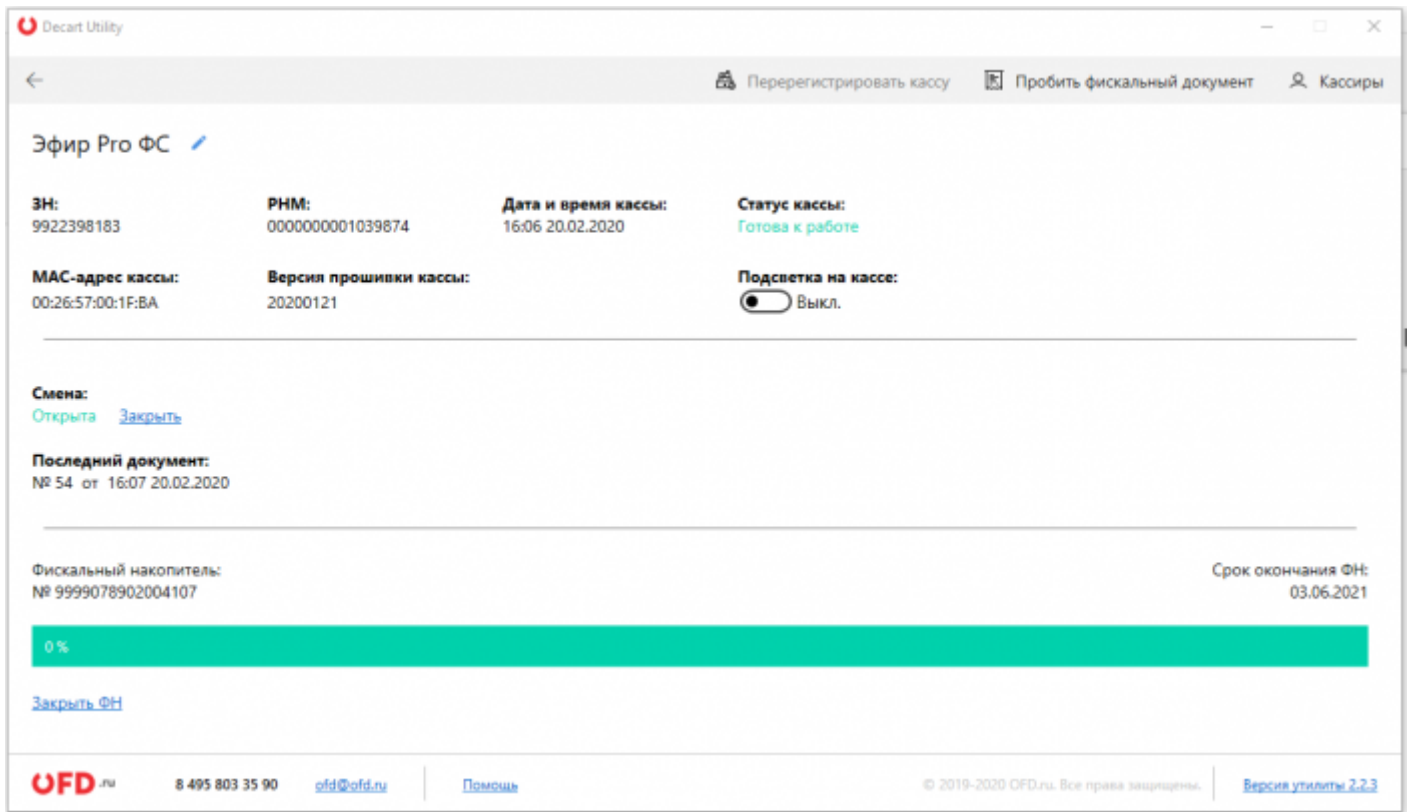 Decart Utility
Перерегистрировать кассу Пробить фискальный документ Кассиры
Эфир Pro ФС
ЗН: РНМ: Дата и время кассы: Статус кассы:
9922398183 0000000001039874 16:06 20.02.2020 Готова к работе
МАС-адрес кассы: Версия прошивки кассы: Подсветка на кассе:
00:26:57:00:1F:BA 20200121 Выкл.
Смена:
Открыта Закрыть
Последний документ:
№ 54 от 16:07 20.02.2020
Фискальный накопитель: Срок окончания ФН:
№ 9999078902004107 03.06.2021
0 %
Закрыть ФН
OFD.ru 8 495 803 35 90 ofd@ofd.ru Помощь © 2019-2020 OFD.ru. Все права защищены. Версия утилиты 2.2.3